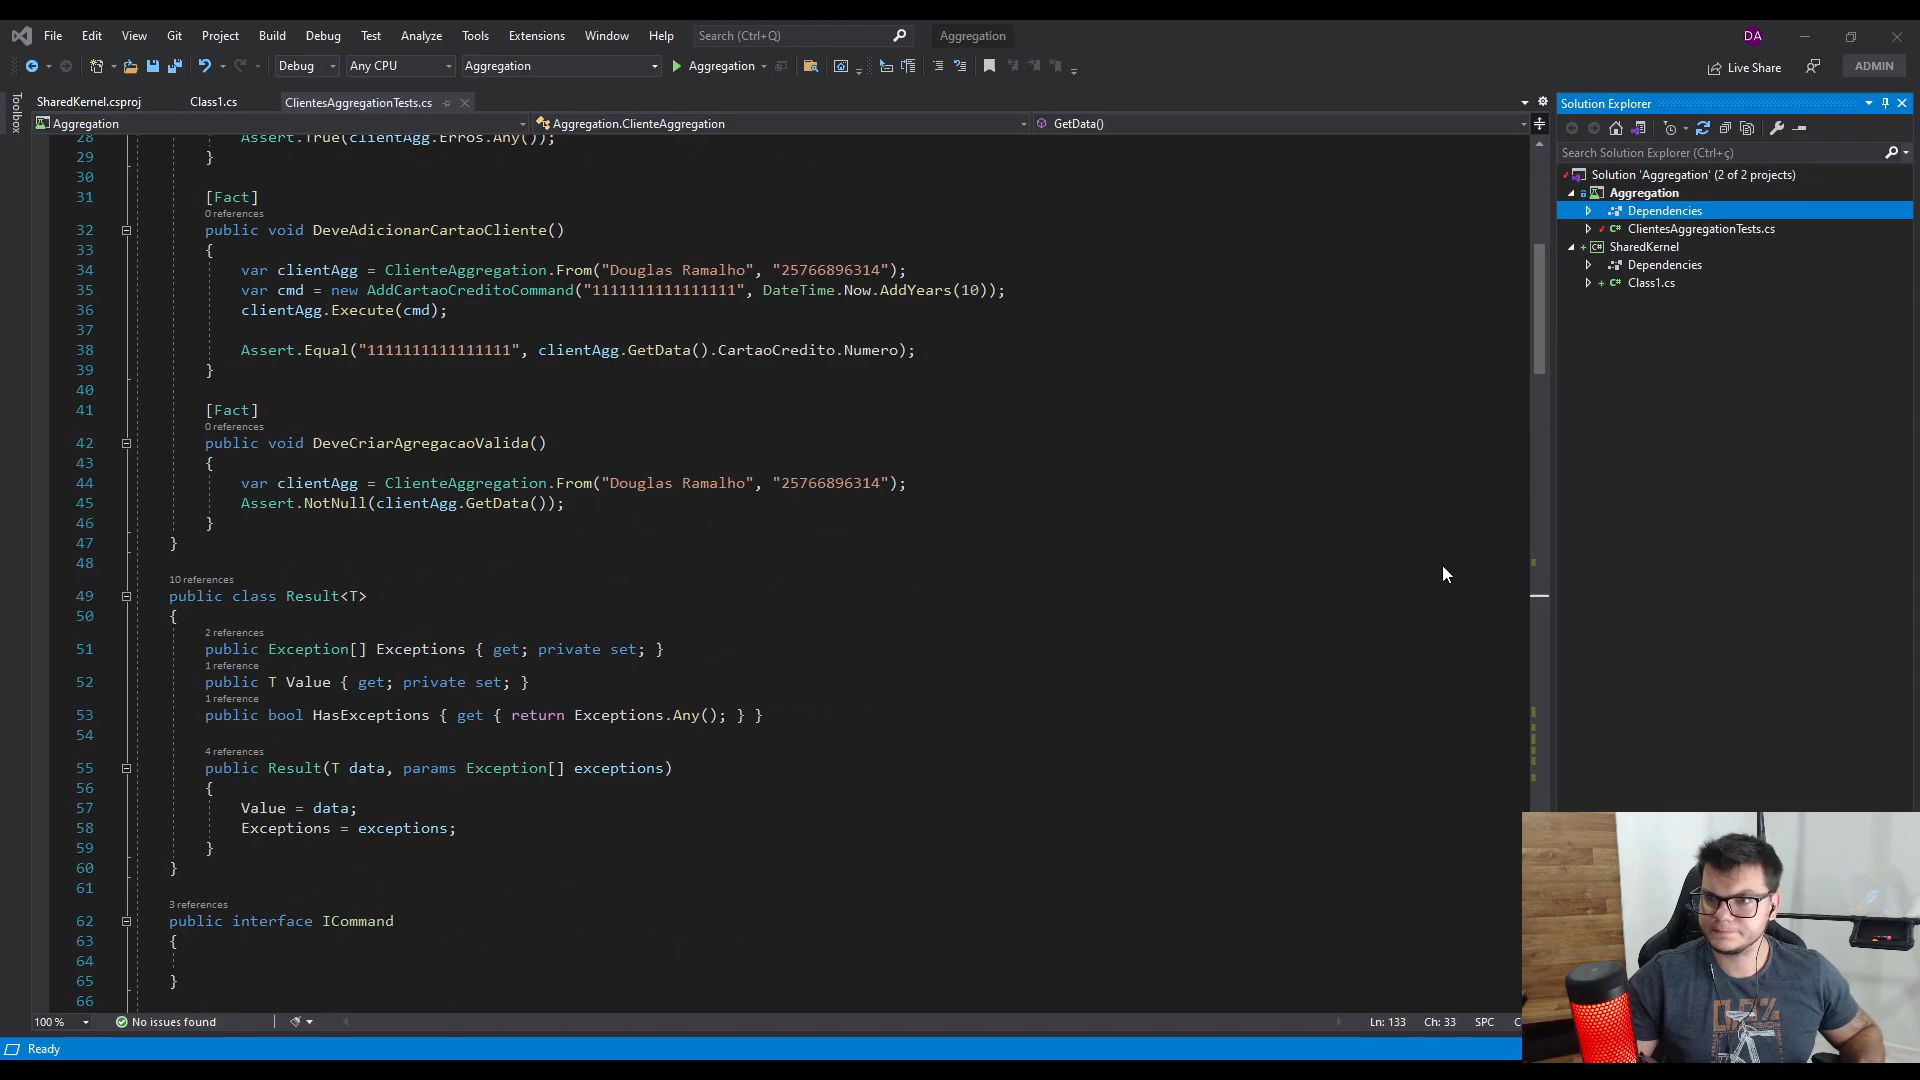 File Edit View Git Project Build Debug Test Analyze Tools Extensions Window Help Search (Ctrl+Q) Aggregation DA
Debug Any CPU Aggregation Aggregation Live Share ADMIN
Toolbox
SharedKernel.csproj Class1.cs ClientesAggregationTests.cs
Aggregation Aggregation.ClienteAggregation GetData()
28 Assert.True(clientAgg.Erros.Any());
29 }
30
31 [Fact]
0 references
32 public void DeveAdicionarCartaoCliente()
33 {
34 var clientAgg = ClienteAggregation.From("Douglas Ramalho", "25766896314");
35 var cmd = new AddCartaoCreditoCommand("1111111111111111", DateTime.Now.AddYears(10));
36 clientAgg.Execute(cmd);
37
38 Assert.Equal("1111111111111111", clientAgg.GetData().CartaoCredito.Numero);
39 }
40
41 [Fact]
0 references
42 public void DeveCriarAgregacaoValida()
43 {
44 var clientAgg = ClienteAggregation.From("Douglas Ramalho", "25766896314");
45 Assert.NotNull(clientAgg.GetData());
46 }
47 }
48
10 references
49 public class Result<T>
50 {
2 references
51 public Exception[] Exceptions { get; private set; }
1 reference
52 public T Value { get; private set; }
1 reference
53 public bool HasExceptions { get { return Exceptions.Any(); } }
54
4 references
55 public Result(T data, params Exception[] exceptions)
56 {
57 Value = data;
58 Exceptions = exceptions;
59 }
60 }
61
3 references
62 public interface ICommand
63 {
64
65 }
66
100 % No issues found Ln: 133 Ch: 33 SPC C
Ready
Solution Explorer
Search Solution Explorer (Ctrl+ç)
Solution 'Aggregation' (2 of 2 projects)
Aggregation
Dependencies
C# ClientesAggregationTests.cs
C# SharedKernel
Dependencies
C# Class1.cs